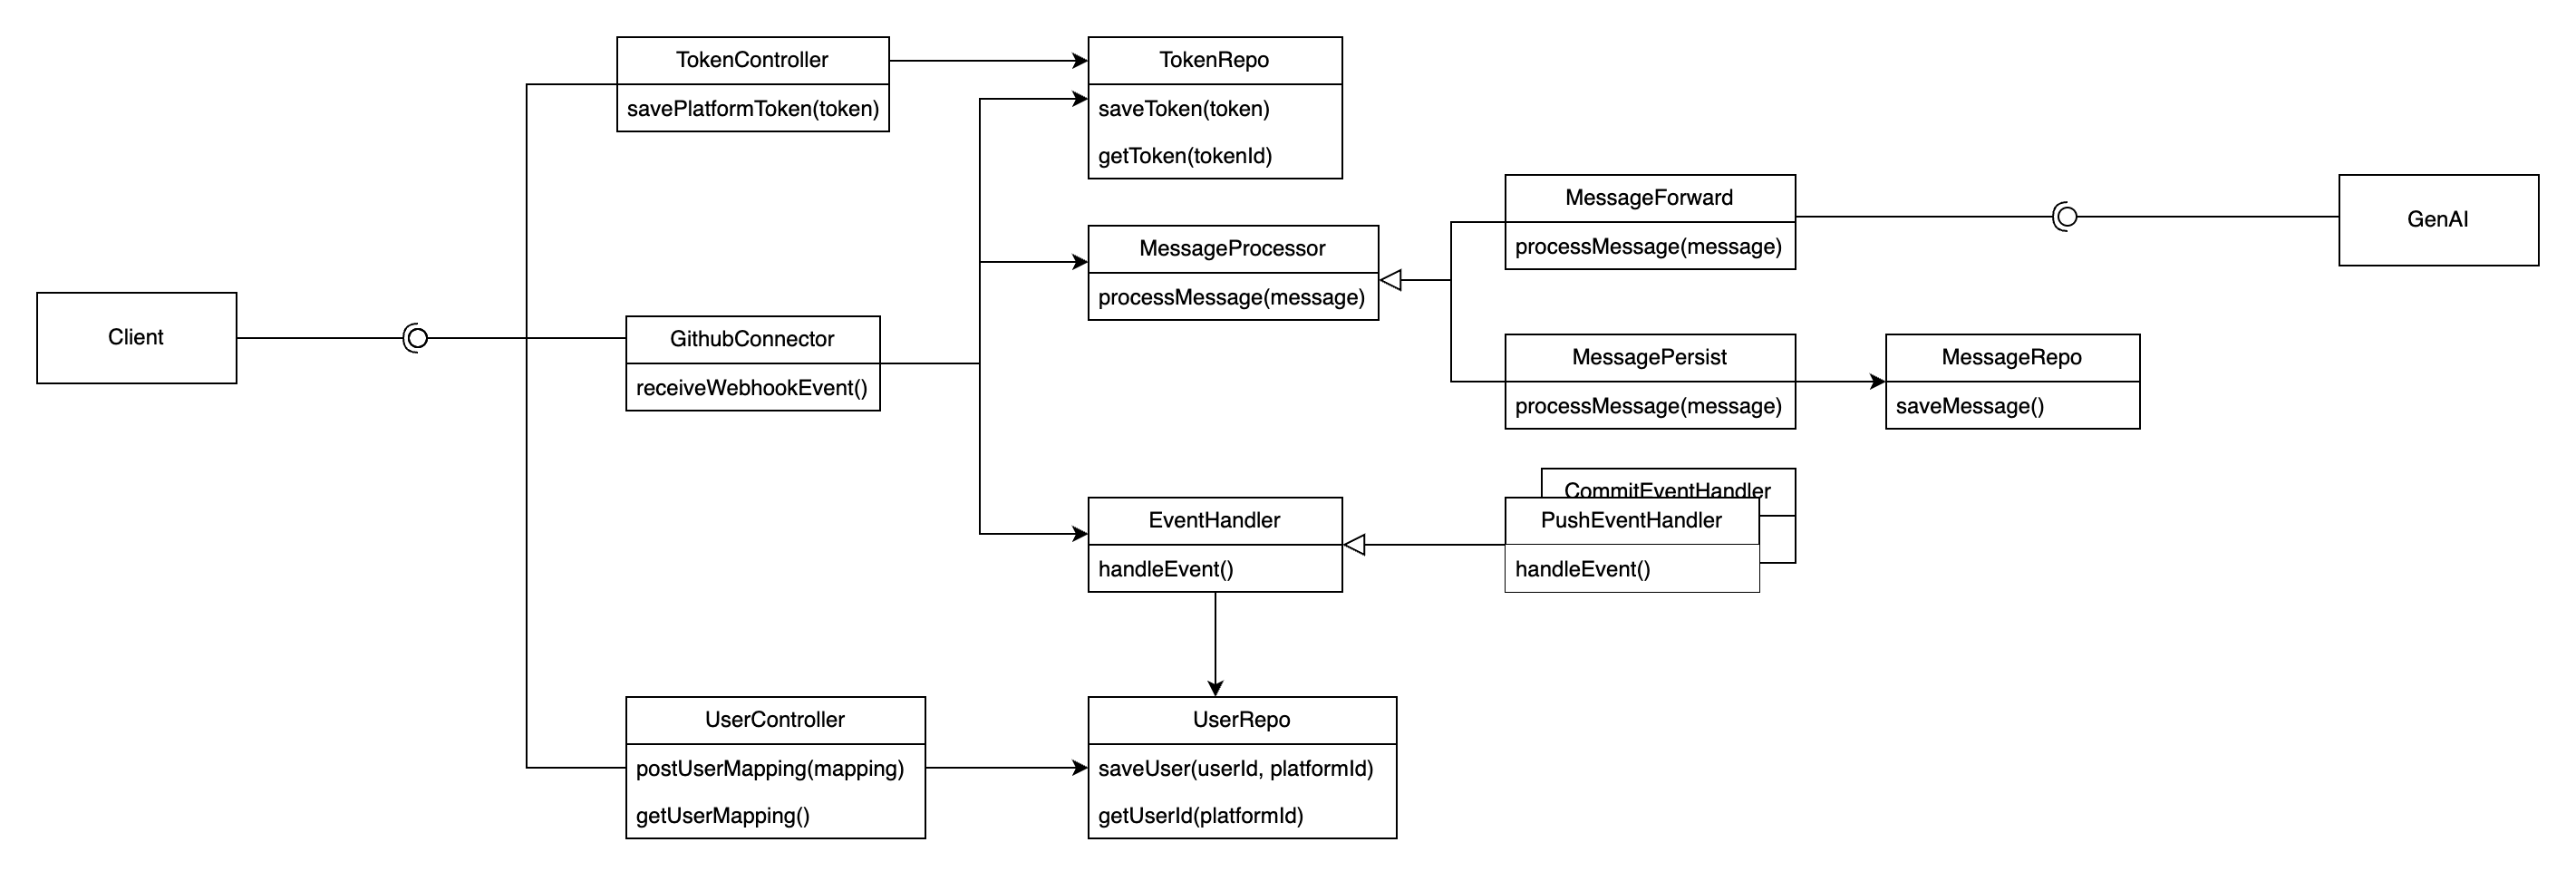 TokenController
savePlatformToken(token)
TokenRepo
saveToken(token)
getToken(tokenId)
MessageForward
processMessage(message)
GenAI
MessageProcessor
processMessage(message)
Client
GithubConnector
receiveWebhookEvent()
MessagePersist
processMessage(message)
MessageRepo
saveMessage()
CommitEventHandler
PushEventHandler
handleEvent()
EventHandler
handleEvent()
UserController
postUserMapping(mapping)
getUserMapping()
UserRepo
saveUser(userId, platformId)
getUserId(platformId)